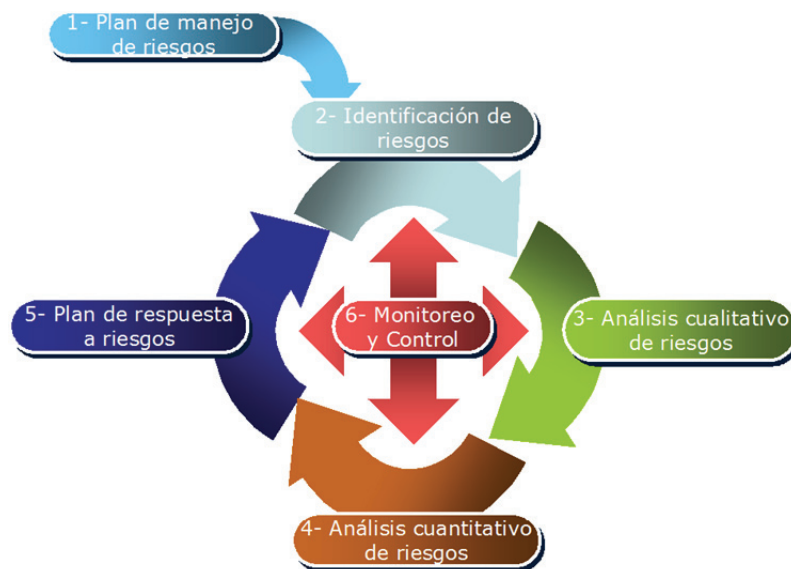 1- Plan de manejo
de riesgos
2- Identificación de
riesgos
3- Análisis cualitativo
de riesgos
4- Análisis cuantitativo
de riesgos
5- Plan de respuesta
a riesgos
6- Monitoreo
y Control